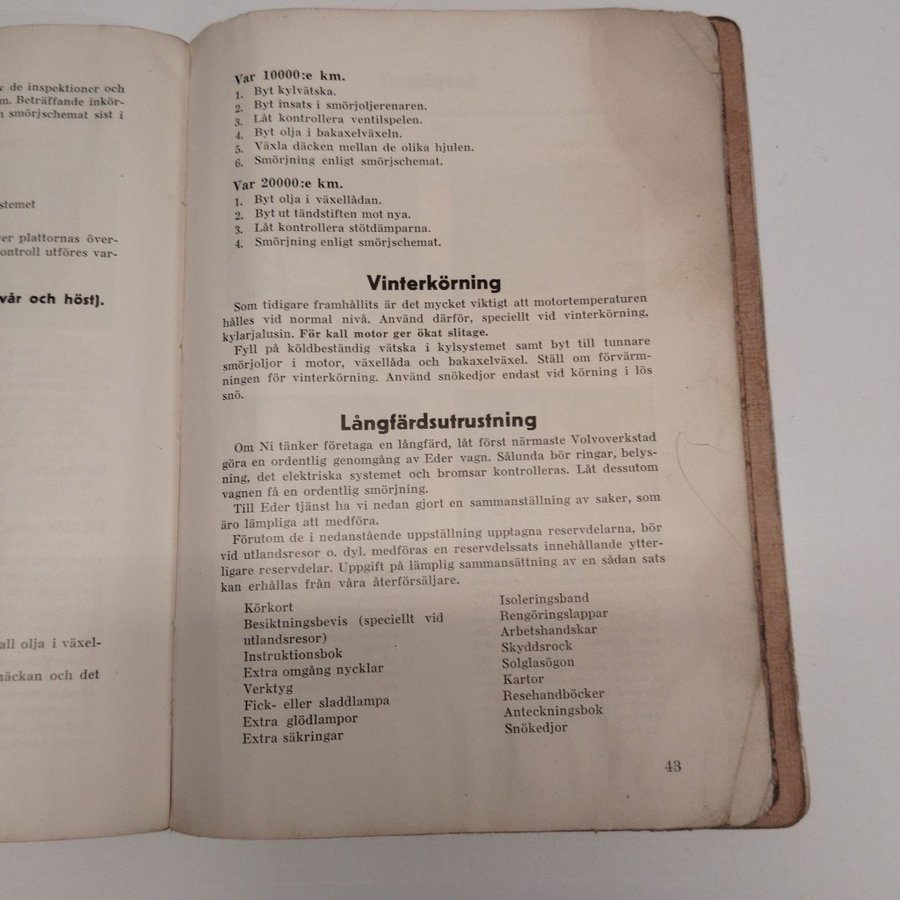 de inspektioner och
m. Beträffande inkör-
smörjschemat sist i
stemet
ver plattornas över-
ontroll utföres var-
vår och höst).
all olja i växel-
näckan och det
Var 10000:e km.
1. Byt kylvätska.
2. Byt insats i smörjoljerenaren.
3. Låt kontrollera ventilspelen.
4. Byt olja i bakaxelväxeln.
5. Växla däcken mellan de olika hjulen.
6. Smörjning enligt smörjschemat.
Var 20000:e km.
1. Byt olja i växellådan.
2. Byt ut tändstiften mot nya.
3. Låt kontrollera stötdämparna.
4. Smörjning enligt smörjschemat.
Vinterkörning
Som tidigare framhållits är det mycket viktigt att motortemperaturen
hålles vid normal nivå. Använd därför, speciellt vid vinterkörning,
kylarjalusin. För kall motor ger ökat slitage.
Fyll på köldbeständig vätska i kylsystemet samt byt till tunnare
smörjoljor i motor, växellåda och bakaxelväxel. Ställ om förvärm-
ningen för vinterkörning. Använd snökedjor endast vid körning i lös
snö.
Långfärdsutrustning
Om Ni tänker företaga en långfärd, låt först närmaste Volvoverkstad
göra en ordentlig genomgång av Eder vagn. Sålunda bör ringar, belys-
ning, det elektriska systemet och bromsar kontrolleras. Låt dessutom
vagnen få en ordentlig smörjning.
Till Eder tjänst ha vi nedan gjort en sammanställning av saker, som
äro lämpliga att medföra.
Förutom de i nedanstående uppställning upptagna reservdelarna, bör
vid utlandsresor o. dyl. medföras en reservdelssats innehållande ytter-
ligare reservdelar. Uppgift på lämplig sammansättning av en sådan sats
kan erhållas från våra återförsäljare.
Körkort
Besiktningsbevis (speciellt vid
utlandsresor)
Instruktionsbok
Extra omgång nycklar
Verktyg
Fick- eller sladdlampa
Extra glödlampor
Extra säkringar
Isoleringsband
Rengöringslappar
Arbetshandskar
Skyddsrock
Solglasögon
Kartor
Resehandböcker
Anteckningsbok
Snökedjor
43